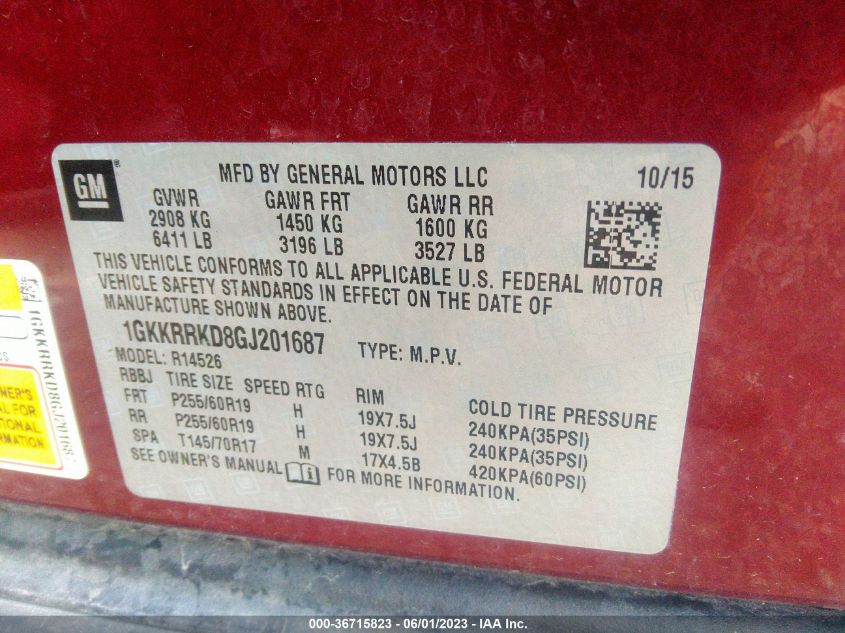 GM
MFD BY GENERAL MOTORS LLC 10/15
GVWR GAWR FRT GAWR RR
2908 KG 1450 KG 1600 KG
6411 LB 3196 LB 3527 LB
THIS VEHICLE CONFORMS TO ALL APPLICABLE U.S. FEDERAL MOTOR
VEHICLE SAFETY STANDARDS IN EFFECT ON THE DATE OF
MANUFACTURE SHOWN ABOVE.
1GKKRRKD8GJ201687 TYPE: M.P.V.
MODEL: R14526
RBBJ TIRE SIZE SPEED RTG RIM COLD TIRE PRESSURE
FRT P255/60R19 H 19X7.5J 240KPA(35PSI)
RR P255/60R19 H 19X7.5J 240KPA(35PSI)
SPA T145/70R17 M 17X4.5B 420KPA(60PSI)
SEE OWNER'S MANUAL FOR MORE INFORMATION.
1GKKRRKD8GJ20168
OWNER'S
FOR
000-36715823 - 06/01/2023 - IAA Inc.